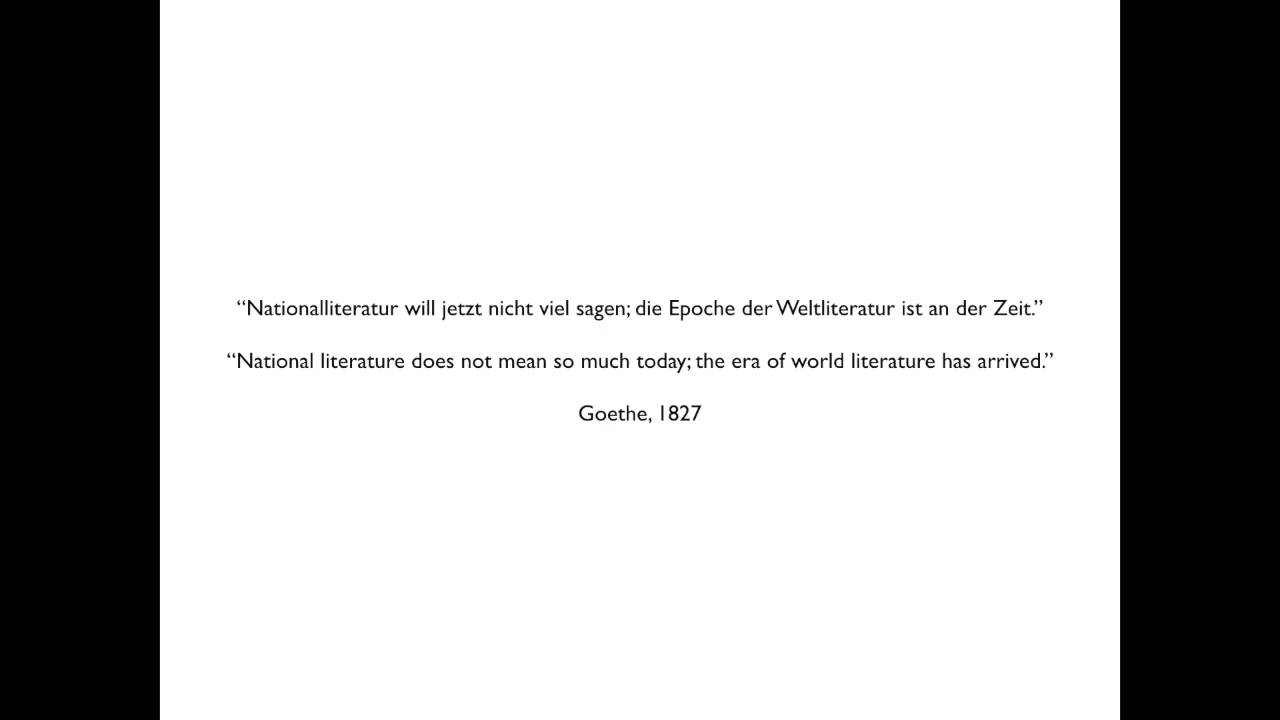 “Nationalliteratur will jetzt nicht viel sagen; die Epoche der Weltliteratur ist an der Zeit.”
“National literature does not mean so much today; the era of world literature has arrived.”
Goethe, 1827